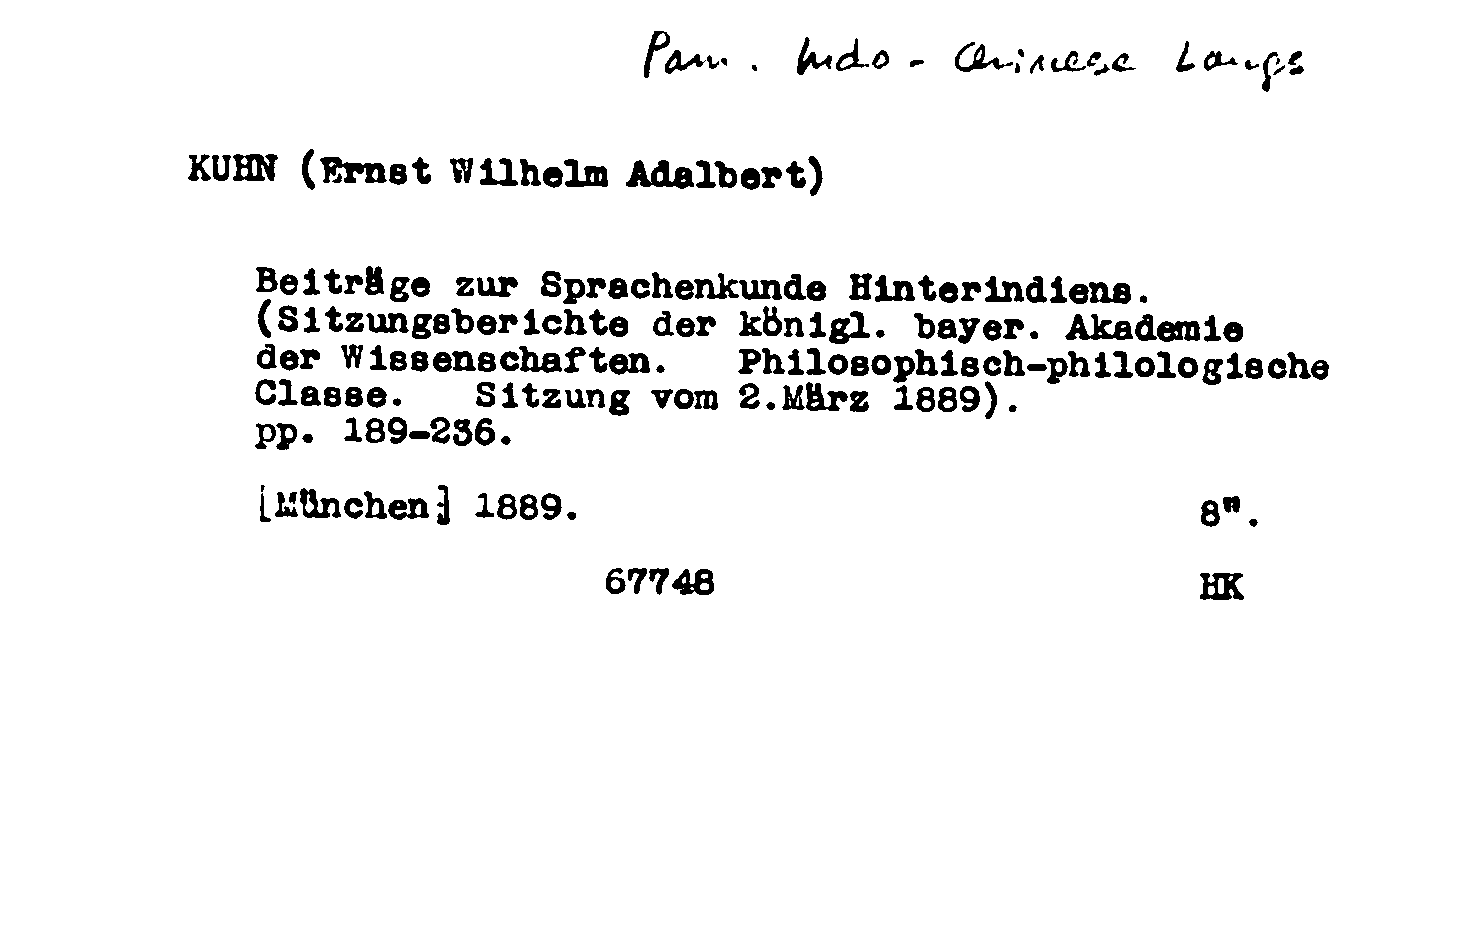 Pam. Indo-Chinese Langs
KUHN (Ernst Wilhelm Adalbert)
Beiträge zur Sprachenkunde Hinterindiens.
(Sitzungsberichte der königl. bayer. Akademie
der Wissenschaften. Philosophisch-philologische
Classe. Sitzung vom 2.März 1889).
pp. 189-236.
[München] 1889. 8".
67748 HK